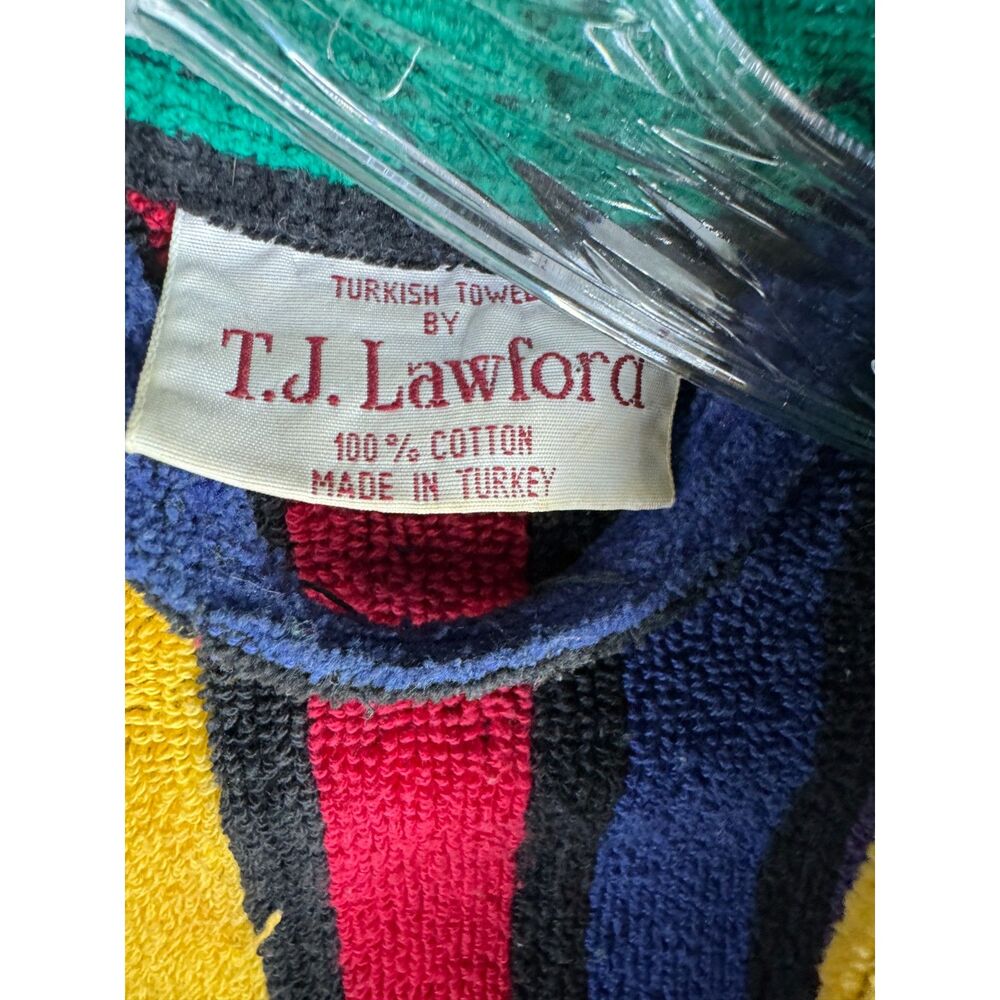 TURKISH TOWEL
BY
T.J. Lawford
100% COTTON
MADE IN TURKEY